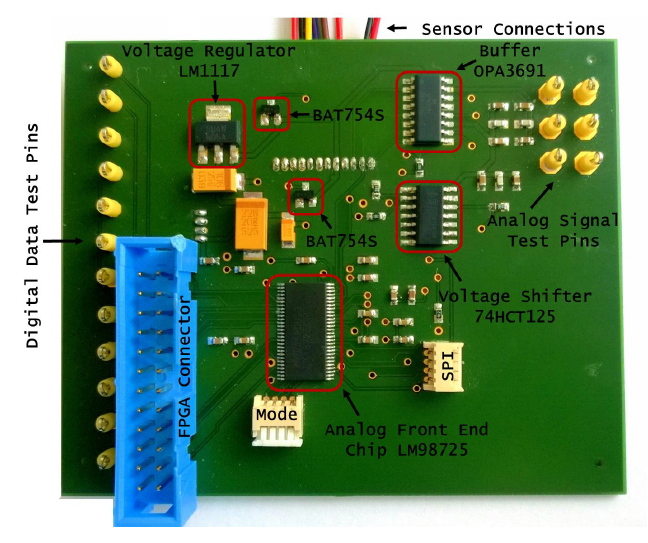 Sensor Connections
Voltage Regulator
LM1117
Buffer
OPA3691
BAT754S
Digital Data Test Pins
BAT754S
Analog Signal
Test Pins
Voltage Shifter
74HCT125
FPGA Connector
SPI
Mode
Analog Front End
Chip LM98725